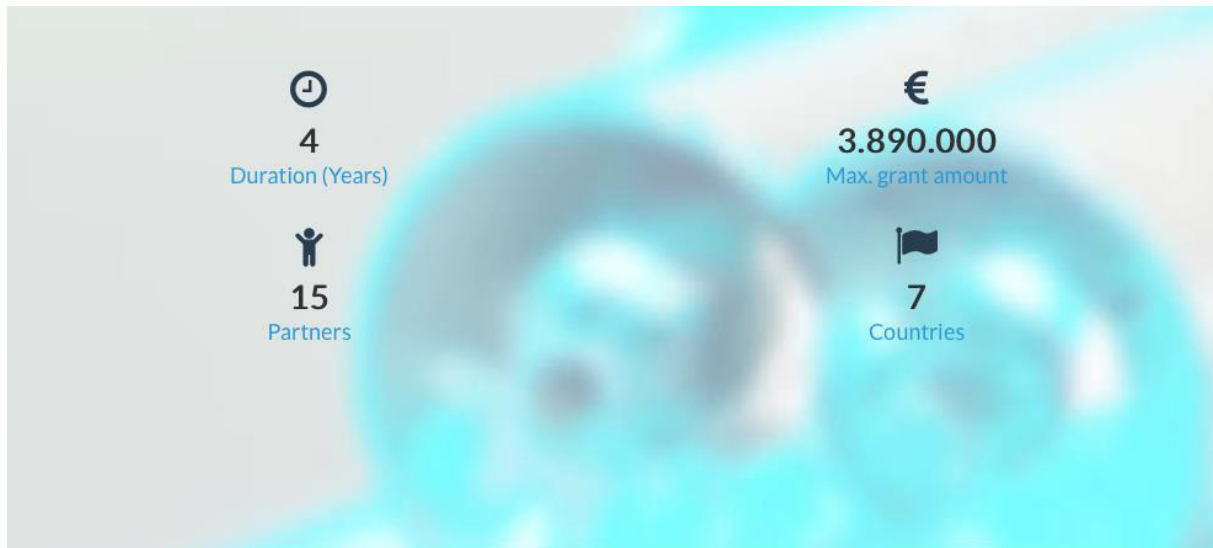 4
Duration (Years)
€
3.890.000
Max. grant amount
15
Partners
7
Countries